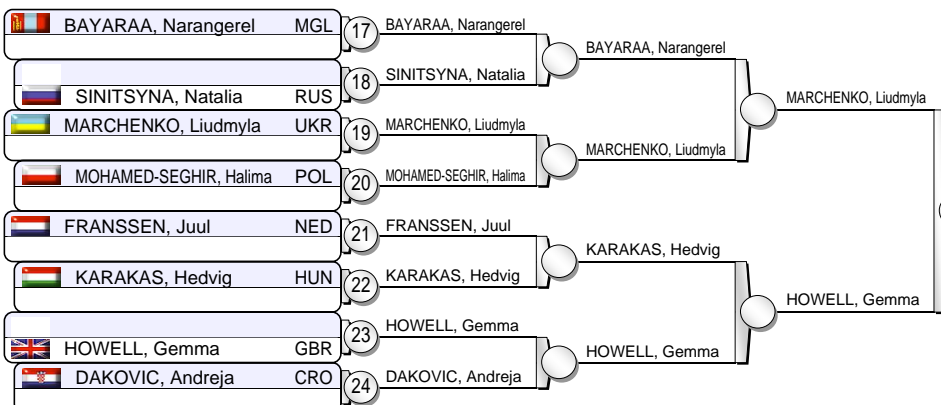 BAYARAA, Narangerel MGL 17 BAYARAA, Narangerel
BAYARAA, Narangerel
18 SINITSYNA, Natalia
SINITSYNA, Natalia RUS
MARCHENKO, Liudmyla
MARCHENKO, Liudmyla UKR 19 MARCHENKO, Liudmyla
MARCHENKO, Liudmyla
MOHAMED-SEGHIR, Halima POL 20 MOHAMED-SEGHIR, Halima
FRANSSEN, Juul NED 21 FRANSSEN, Juul
KARAKAS, Hedvig
KARAKAS, Hedvig HUN 22 KARAKAS, Hedvig
HOWELL, Gemma
23 HOWELL, Gemma
HOWELL, Gemma GBR
HOWELL, Gemma
DAKOVIC, Andreja CRO 24 DAKOVIC, Andreja